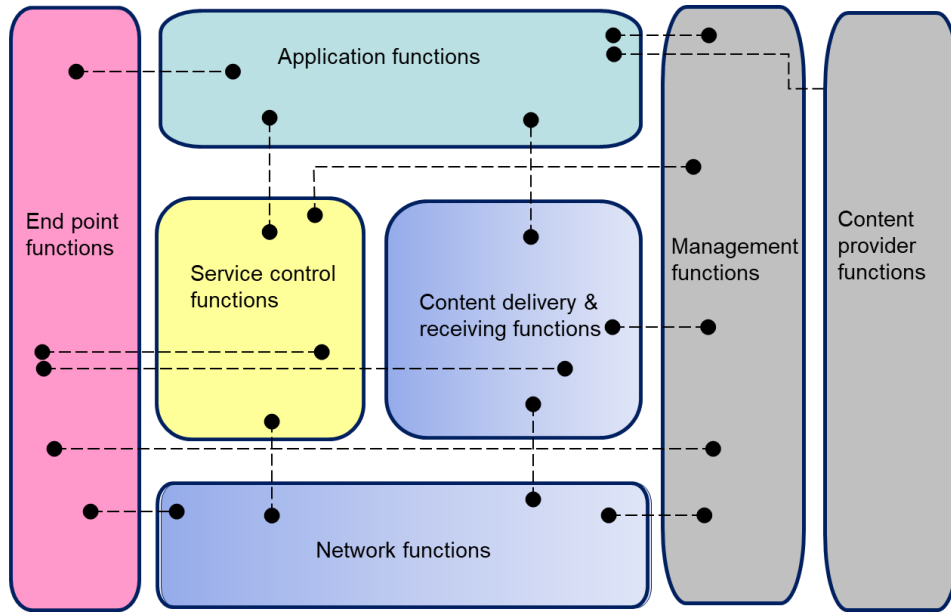 Application functions
End point
functions
Service control
functions
Content delivery &
receiving functions
Management
functions
Content
provider
functions
Network functions